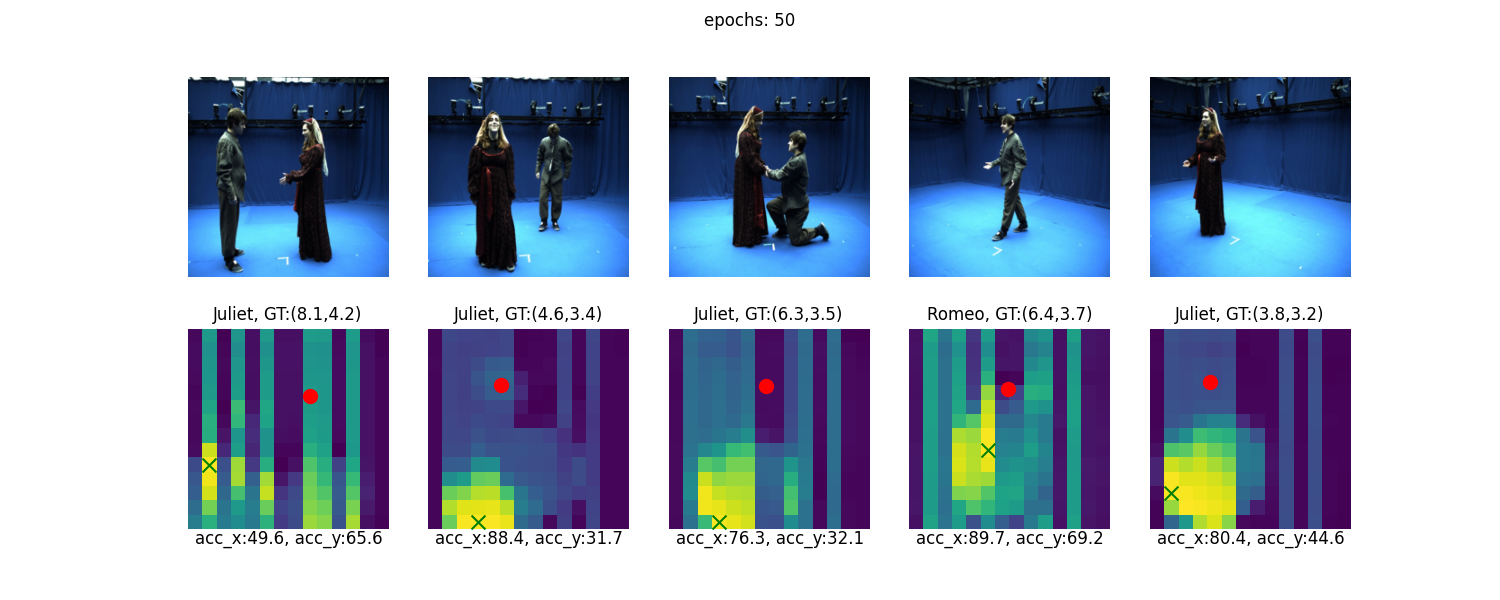 epochs: 50
Juliet, GT:(8.1,4.2)
Juliet, GT:(4.6,3.4)
Juliet, GT:(6.3,3.5)
Romeo, GT:(6.4,3.7)
Juliet, GT:(3.8,3.2)
acc_x:49.6, acc_y:65.6
acc_x:88.4, acc_y:31.7
acc_x:76.3, acc_y:32.1
acc_x:89.7, acc_y:69.2
acc_x:80.4, acc_y:44.6